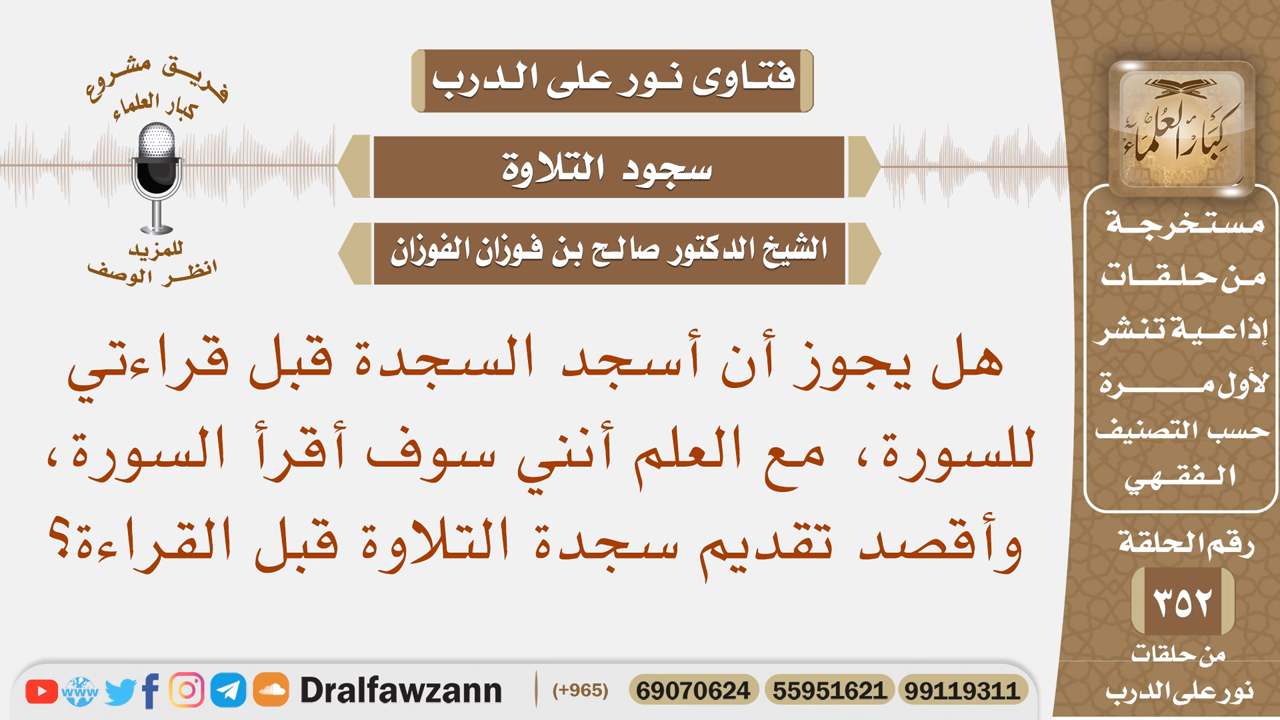 فتاوى نور على الدرب
سجود التلاوة
الشيخ الدكتور صالح بن فوزان الفوزان
هل يجوز أن أسجد السجدة قبل قراءتي
للسورة، مع العلم أنني سوف أقرأ السورة،
وأقصد تقديم سجدة التلاوة قبل القراءة؟
كبار العلماء
مستخرجة
من حلقات
إذاعية تنشر
لأول مرة
حسب التصنيف
الفقهي
رقم الحلقة
٣٥٢
من حلقات
نور على الدرب
فريق مشروع
كبار العلماء
للمزيد
انظر الوصف
www
Dralfawzann
(+965)
69070624
55951621
99119311